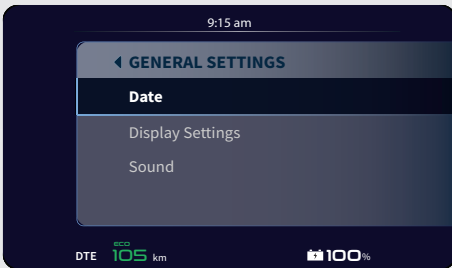 9:15 am
GENERAL SETTINGS
Date
Display Settings
Sound
ECO
DTE 105 km 100%